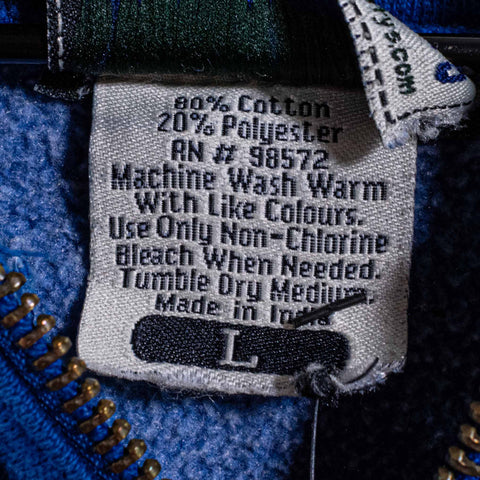 y's.com
80% Cotton
20% Polyester
RN # 98572
Machine Wash Warm
With Like Colours.
Use Only Non-Chlorine
Bleach When Needed.
Tumble Dry Medium.
Made in India
L